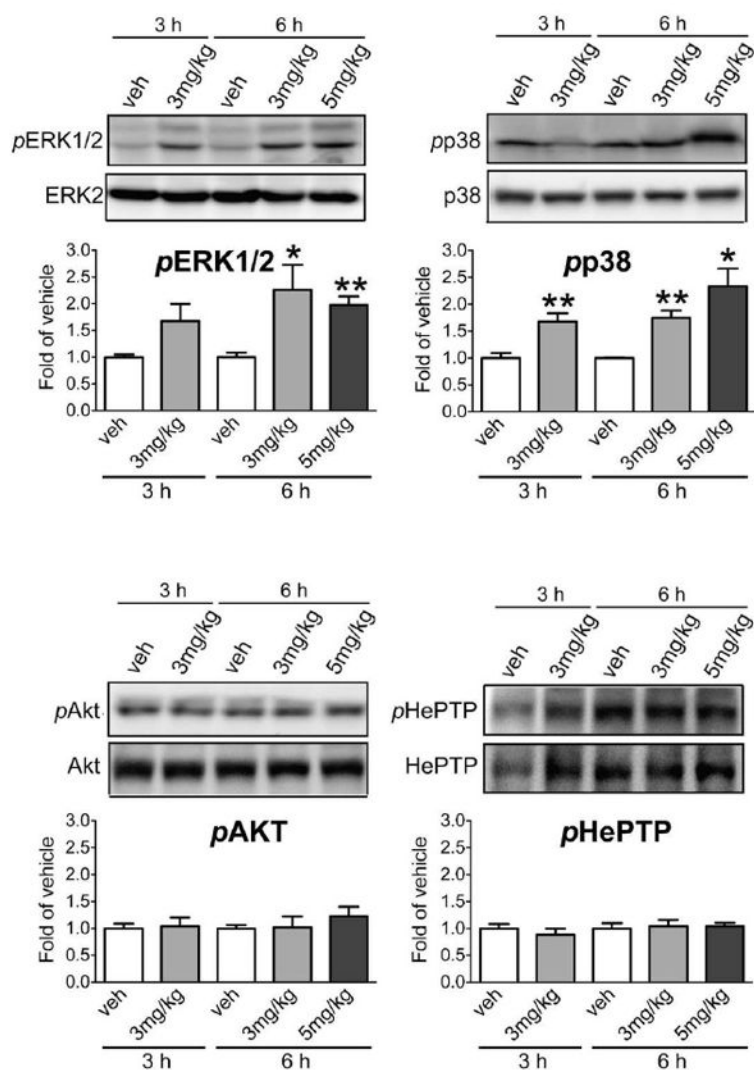 3 h 6 h
veh 3mg/kg veh 3mg/kg 5mg/kg
pERK1/2
ERK2
pERK1/2
Fold of vehicle
3.0
2.5
2.0
1.5
1.0
0.5
0.0
* **
veh 3mg/kg veh 3mg/kg 5mg/kg
3 h 6 h
3 h 6 h
veh 3mg/kg veh 3mg/kg 5mg/kg
pp38
p38
pp38
Fold of vehicle
3.0
2.5
2.0
1.5
1.0
0.5
0.0
** ** *
veh 3mg/kg veh 3mg/kg 5mg/kg
3 h 6 h
3 h 6 h
veh 3mg/kg veh 3mg/kg 5mg/kg
pAkt
Akt
pAKT
Fold of vehicle
3.0
2.5
2.0
1.5
1.0
0.5
0.0
veh 3mg/kg veh 3mg/kg 5mg/kg
3 h 6 h
3 h 6 h
veh 3mg/kg veh 3mg/kg 5mg/kg
pHePTP
HePTP
pHePTP
Fold of vehicle
3.0
2.5
2.0
1.5
1.0
0.5
0.0
veh 3mg/kg veh 3mg/kg 5mg/kg
3 h 6 h